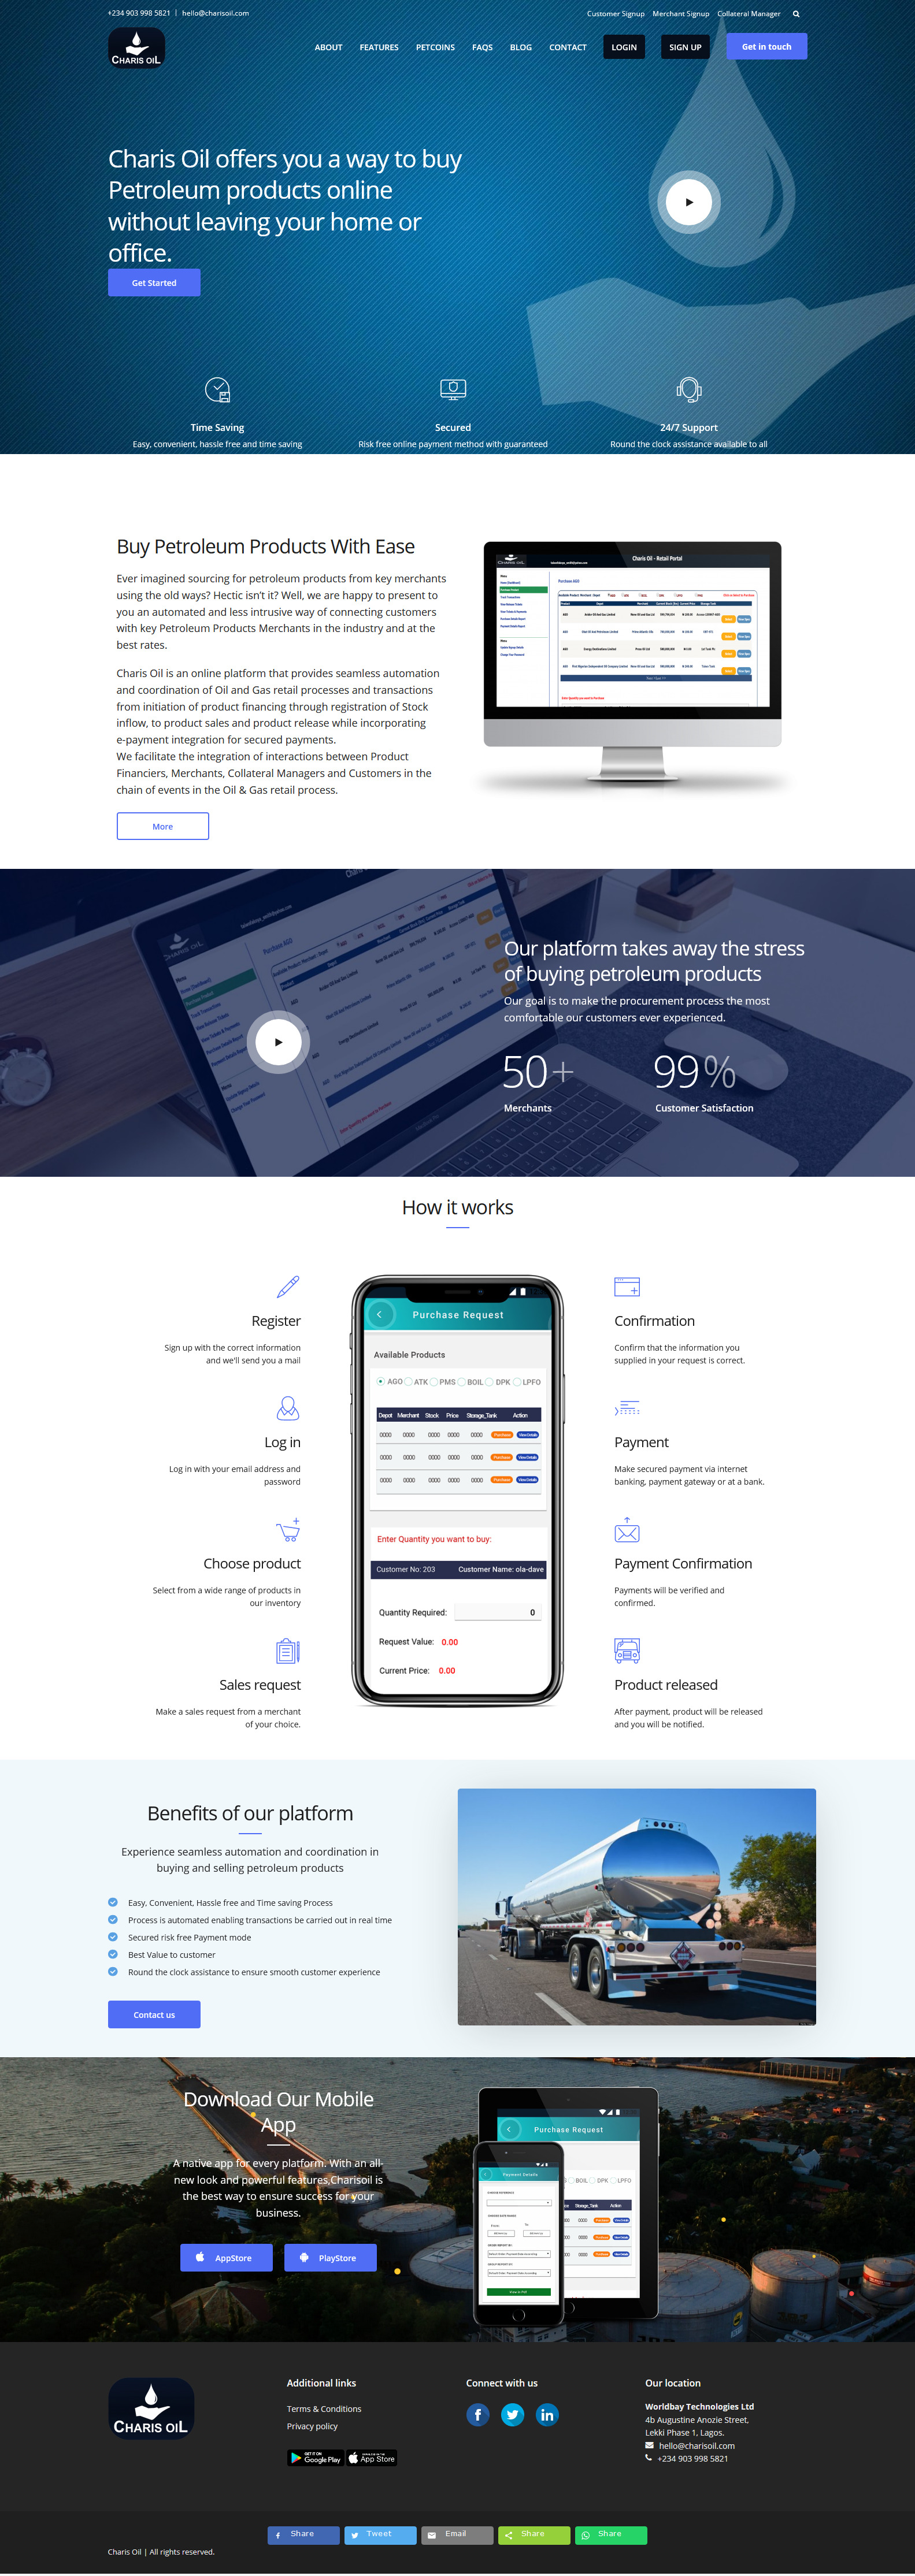 +234 903 998 5821 | hello@charisoil.com
Customer Signup Merchant Signup Collateral Manager
CHARIS OIL
ABOUT FEATURES PETCOINS FAQS BLOG CONTACT LOGIN SIGN UP Get in touch
Charis Oil offers you a way to buy
Petroleum products online
without leaving your home or
office.
Get Started
Time Saving
Easy, convenient, hassle free and time saving
Secured
Risk free online payment method with guaranteed
24/7 Support
Round the clock assistance available to all
Buy Petroleum Products With Ease
Ever imagined sourcing for petroleum products from key merchants
using the old ways? Hectic isn't it? Well, we are happy to present to
you an automated and less intrusive way of connecting customers
with key Petroleum Products Merchants in the industry and at the
best rates.
Charis Oil is an online platform that provides seamless automation
and coordination of Oil and Gas retail processes and transactions
from initiation of product financing through registration of Stock
inflow, to product sales and product release while incorporating
e-payment integration for secured payments.
We facilitate the integration of interactions between Product
Financiers, Merchants, Collateral Managers and Customers in the
chain of events in the Oil & Gas retail process.
More
CHARIS OIL
Charis Oil - Retail Portal
Purchase AGO
CHARIS OIL
Purchase AGO
Our platform takes away the stress
of buying petroleum products
Our goal is to make the procurement process the most
comfortable our customers ever experienced.
50+
Merchants
99%
Customer Satisfaction
How it works
Register
Sign up with the correct information
and we'll send you a mail
Log in
Log in with your email address and
password
Choose product
Select from a wide range of products in
our inventory
Sales request
Make a sales request from a merchant
of your choice.
Purchase Request
Available Products
AGO ATK PMS BOIL DPK LPFO
Depot Merchant Stock Price Storage_Tank Action
0000 0000 0000 0000 0000 Purchase View Details
0000 0000 0000 0000 0000 Purchase View Details
0000 0000 0000 0000 0000 Purchase View Details
Enter Quantity you want to buy:
Customer No: 203 Customer Name: ola-dave
Quantity Required: 0
Request Value: 0.00
Current Price: 0.00
Confirmation
Confirm that the information you
supplied in your request is correct.
Payment
Make secured payment via internet
banking, payment gateway or at a bank.
Payment Confirmation
Payments will be verified and
confirmed.
Product released
After payment, product will be released
and you will be notified.
Benefits of our platform
Experience seamless automation and coordination in
buying and selling petroleum products
Easy, Convenient, Hassle free and Time saving Process
Process is automated enabling transactions be carried out in real time
Secured risk free Payment mode
Best Value to customer
Round the clock assistance to ensure smooth customer experience
Contact us
Download Our Mobile
App
A native app for every platform. With an all-
new look and powerful features,Charisoil is
the best way to ensure success for your
business.
AppStore
PlayStore
Purchase Request
BOIL DPK LPFO
Storage_Tank Action
Payment Details
CHARIS OIL
Additional links
Terms & Conditions
Privacy policy
GET IT ON
Google Play
App Store
Connect with us
Our location
Worldbay Technologies Ltd
4b Augustine Anozie Street,
Lekki Phase 1, Lagos.
hello@charisoil.com
+234 903 998 5821
Share Tweet Email Share Share
Charis Oil | All rights reserved.